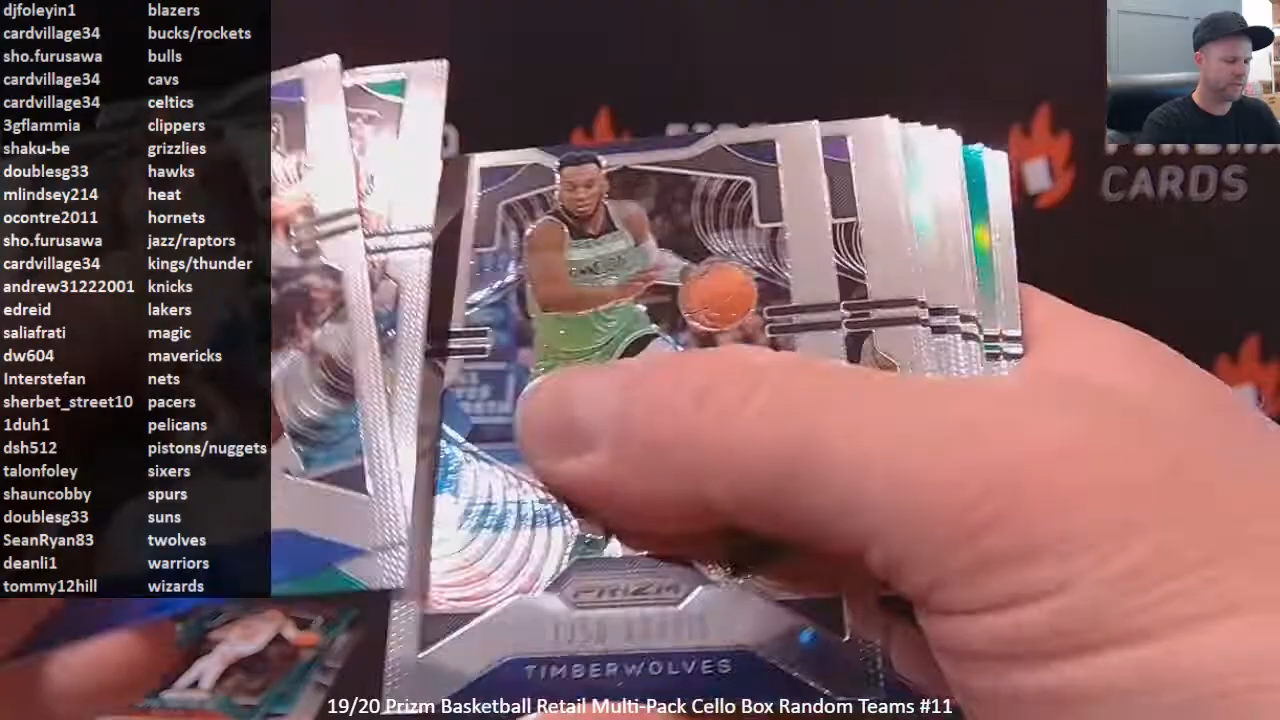 djfoleyin1 blazers
cardvillage34 bucks/rockets
sho.furusawa bulls
cardvillage34 cavs
cardvillage34 celtics
3gflammia clippers
shaku-be grizzlies
doublesg33 hawks
mlindsey214 heat
ocontre2011 hornets
sho.furusawa jazz/raptors
cardvillage34 kings/thunder
andrew31222001 knicks
edreid lakers
saliafrati magic
dw604 mavericks
Interstefan nets
sherbet_street10 pacers
1duh1 pelicans
dsh512 pistons/nuggets
talonfoley sixers
shauncobby spurs
doublesg33 suns
SeanRyan83 twolves
deanli1 warriors
tommy12hill wizards
CARDS
PRIZM
TIMBERWOLVES
19/20 Prizm Basketball Retail Multi-Pack Cello Box Random Teams #11